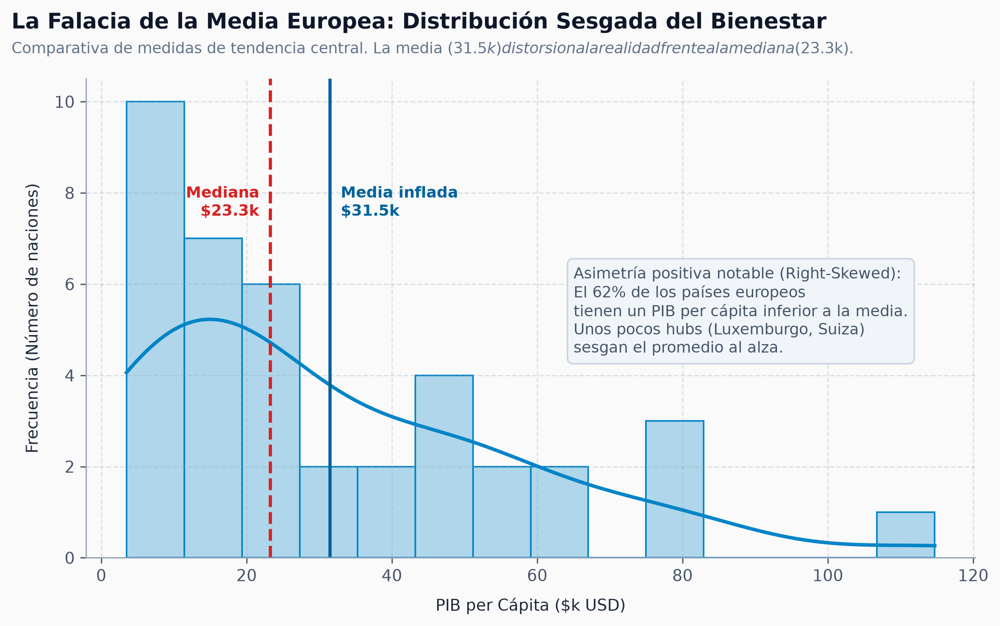 La Falacia de la Media Europea: Distribución Sesgada del Bienestar
Comparativa de medidas de tendencia central. La media (31.5k)distorsionalarealidadfrentealamediana(23.3k).
Frecuencia (Número de naciones)
10
8
6
4
2
0
Mediana
$23.3k
Media inflada
$31.5k
Asimetría positiva notable (Right-Skewed):
El 62% de los países europeos
tienen un PIB per cápita inferior a la media.
Unos pocos hubs (Luxemburgo, Suiza)
sesgan el promedio al alza.
0 20 40 60 80 100 120
PIB per Cápita ($k USD)